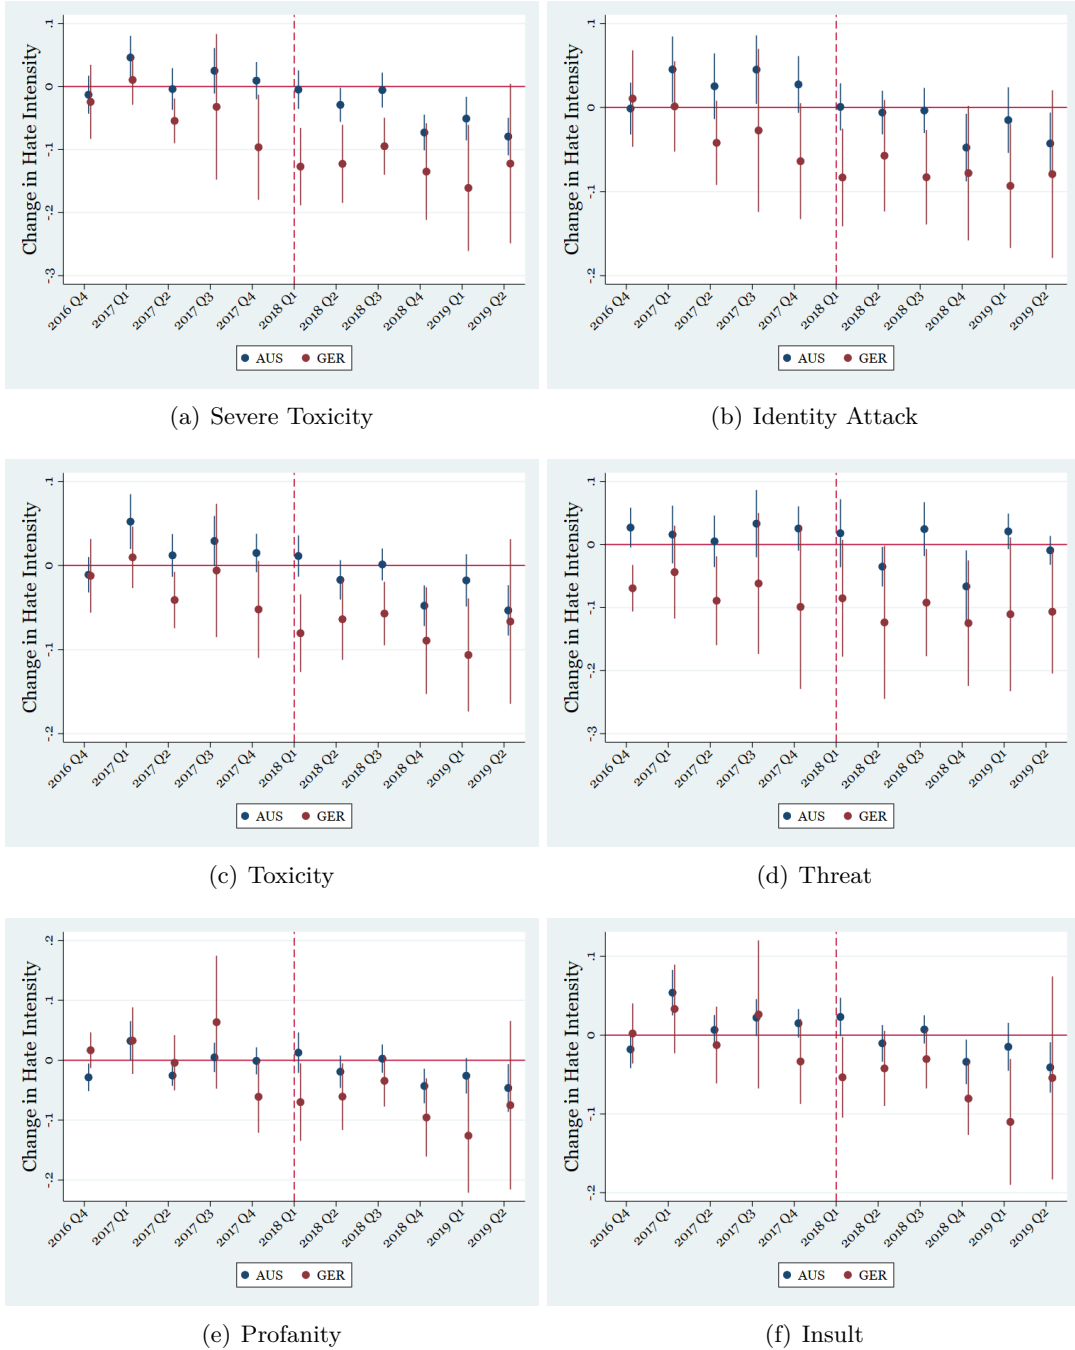 Change in Hate Intensity
.1
0
-.1
-.2
-.3
2016 Q4
2017 Q1
2017 Q2
2017 Q3
2017 Q4
2018 Q1
2018 Q2
2018 Q3
2018 Q4
2019 Q1
2019 Q2
AUS GER
(a) Severe Toxicity
Change in Hate Intensity
.1
0
-.1
-.2
2016 Q4
2017 Q1
2017 Q2
2017 Q3
2017 Q4
2018 Q1
2018 Q2
2018 Q3
2018 Q4
2019 Q1
2019 Q2
AUS GER
(b) Identity Attack
Change in Hate Intensity
.1
0
-.1
-.2
2016 Q4
2017 Q1
2017 Q2
2017 Q3
2017 Q4
2018 Q1
2018 Q2
2018 Q3
2018 Q4
2019 Q1
2019 Q2
AUS GER
(c) Toxicity
Change in Hate Intensity
.1
0
-.1
-.2
-.3
2016 Q4
2017 Q1
2017 Q2
2017 Q3
2017 Q4
2018 Q1
2018 Q2
2018 Q3
2018 Q4
2019 Q1
2019 Q2
AUS GER
(d) Threat
Change in Hate Intensity
.2
.1
0
-.1
-.2
2016 Q4
2017 Q1
2017 Q2
2017 Q3
2017 Q4
2018 Q1
2018 Q2
2018 Q3
2018 Q4
2019 Q1
2019 Q2
AUS GER
(e) Profanity
Change in Hate Intensity
.1
0
-.1
-.2
2016 Q4
2017 Q1
2017 Q2
2017 Q3
2017 Q4
2018 Q1
2018 Q2
2018 Q3
2018 Q4
2019 Q1
2019 Q2
AUS GER
(f) Insult